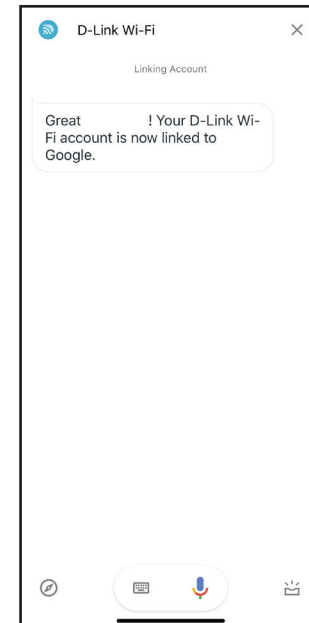 D-Link Wi-Fi
Linking Account
Great ! Your D-Link Wi-
Fi account is now linked to
Google.